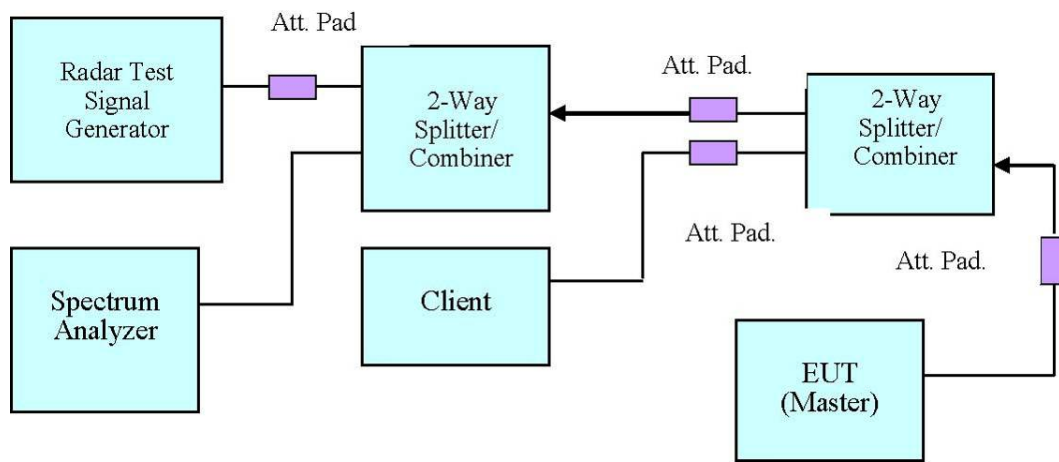 Att. Pad
Radar Test
Signal
Generator
2-Way
Splitter/
Combiner
Att. Pad.
2-Way
Splitter/
Combiner
Att. Pad.
Att. Pad.
Spectrum
Analyzer
Client
EUT
(Master)